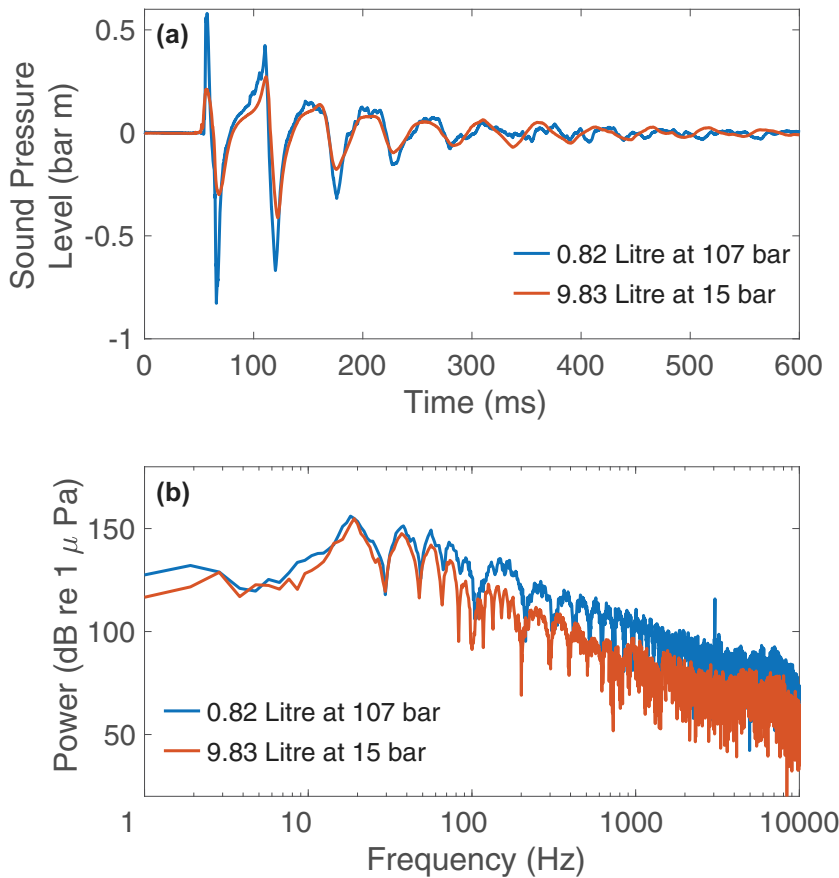 (a)
0.5
0
-0.5
-1
Sound Pressure
Level (bar m)
0.82 Litre at 107 bar
9.83 Litre at 15 bar
0 100 200 300 400 500 600
Time (ms)
(b)
150
100
50
Power (dB re 1 μ Pa)
0.82 Litre at 107 bar
9.83 Litre at 15 bar
1 10 100 1000 10000
Frequency (Hz)